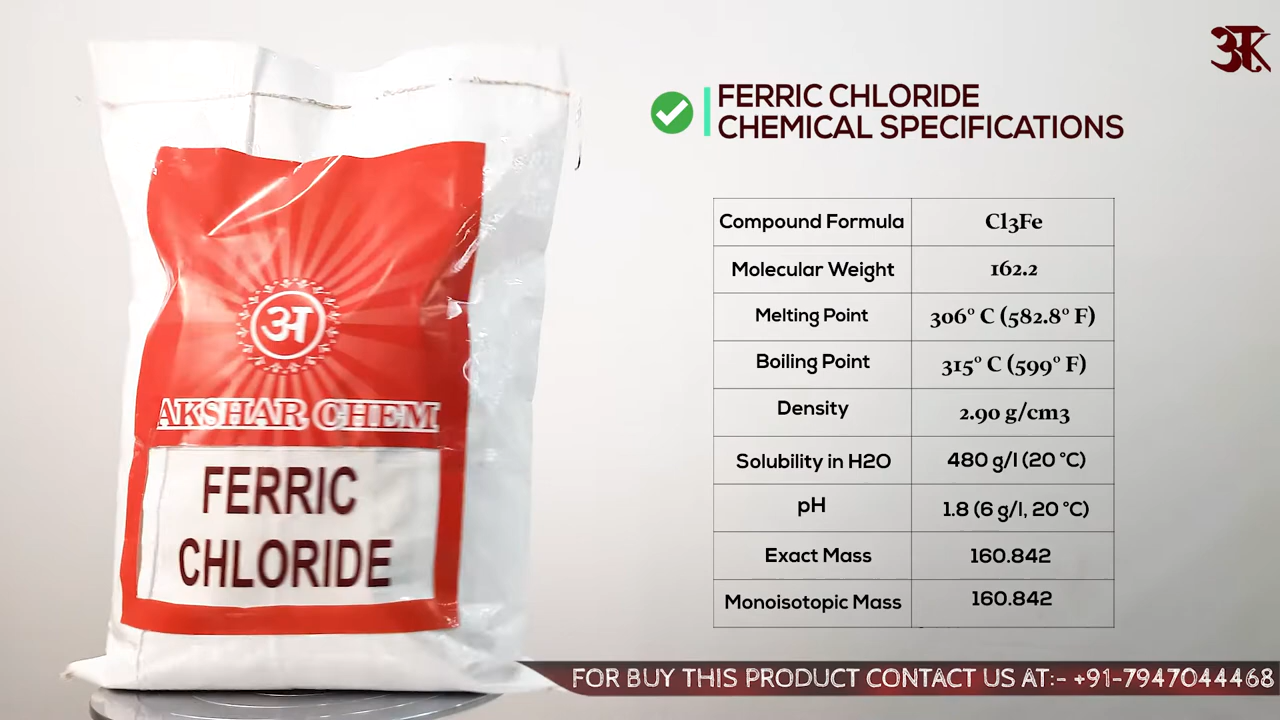 अ
AKSHAR CHEM
FERRIC
CHLORIDE
अक
FERRIC CHLORIDE
CHEMICAL SPECIFICATIONS
Compound Formula Cl3Fe
Molecular Weight 162.2
Melting Point 306° C (582.8° F)
Boiling Point 315° C (599° F)
Density 2.90 g/cm3
Solubility in H2O 480 g/l (20 °C)
pH 1.8 (6 g/l, 20 °C)
Exact Mass 160.842
Monoisotopic Mass 160.842
FOR BUY THIS PRODUCT CONTACT US AT:- +91-7947044468